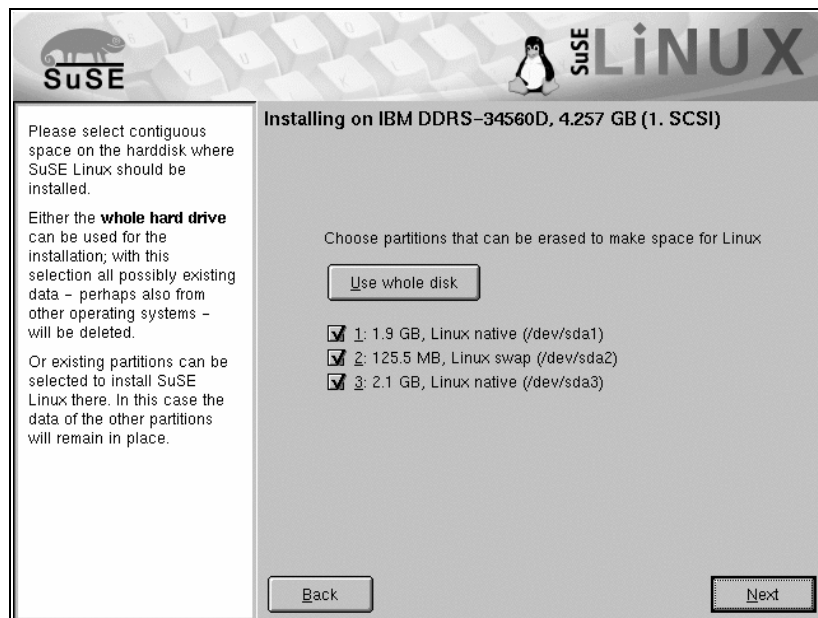 SuSE
SuSE LiNUX
Please select contiguous
space on the harddisk where
SuSE Linux should be
installed.
Either the whole hard drive
can be used for the
installation; with this
selection all possibly existing
data – perhaps also from
other operating systems –
will be deleted.
Or existing partitions can be
selected to install SuSE
Linux there. In this case the
data of the other partitions
will remain in place.
Installing on IBM DDRS–34560D, 4.257 GB (1. SCSI)
Choose partitions that can be erased to make space for Linux
Use whole disk
1: 1.9 GB, Linux native (/dev/sda1)
2: 125.5 MB, Linux swap (/dev/sda2)
3: 2.1 GB, Linux native (/dev/sda3)
Back
Next